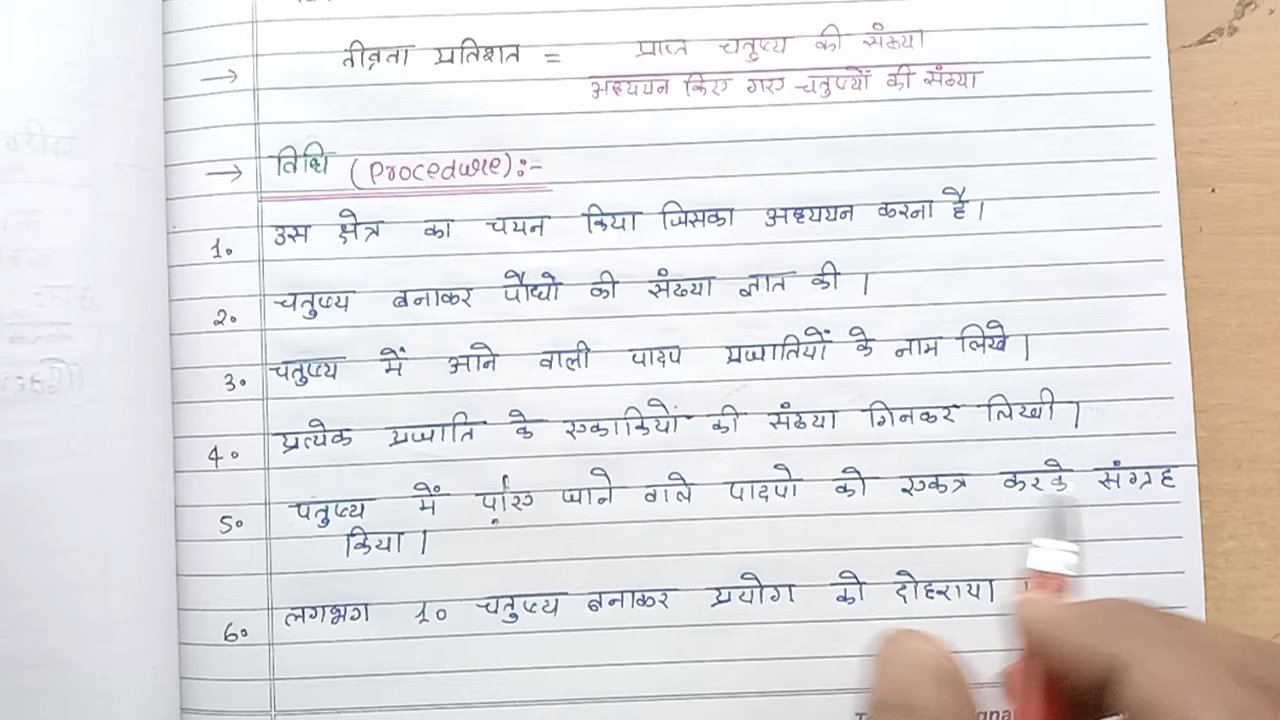 तीव्रता प्रतिशत = प्राप्त चतुष्य की संख्या
अध्ययन किए गए चतुष्यों की संख्या
→ विधि (Procedure):-
1. उस क्षेत्र का चयन किया जिसका अध्ययन करना है।
2. चतुष्य बनाकर पौधो की संख्या ज्ञात की।
3. चतुष्य में आने वाली पादप प्रजातियों के नाम लिखे।
4. प्रत्येक प्रजाति के एकाकियों की संख्या गिनकर लिखी।
5. चतुष्य में पाए जाने वाले पादपो को एकत्र करके संग्रह
किया।
6. लगभग 10 चतुष्य बनाकर प्रयोग को दोहराया